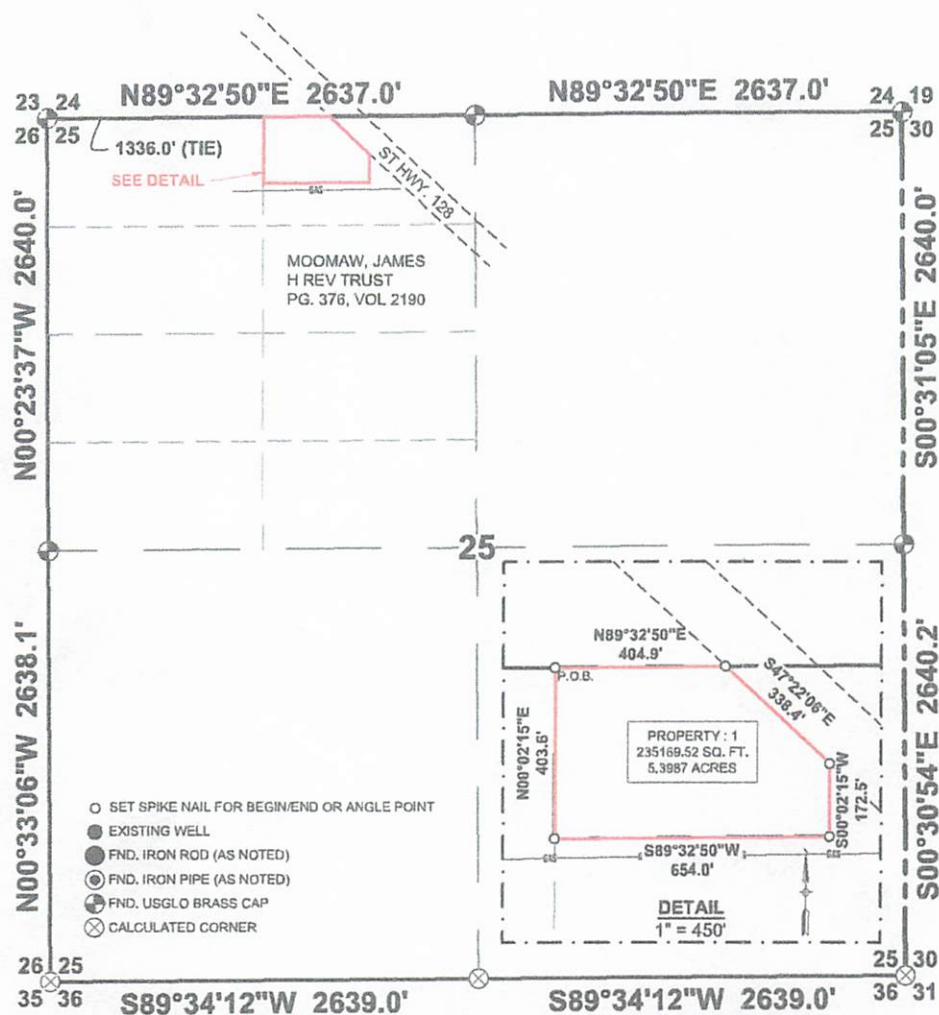 N89°32'50"E 2637.0'
N89°32'50"E 2637.0'
23 24
26 25
24 19
25 30
1336.0' (TIE)
SEE DETAIL
GAS
ST HWY. 128
MOOMAW, JAMES
H REV TRUST
PG. 376, VOL 2190
N00°23'37"W 2640.0'
S00°31'05"E 2640.0'
25
N89°32'50"E
404.9'
P.O.B.
S47°22'06"E
338.4'
N00°02'15"E
403.6'
PROPERTY : 1
235169.52 SQ. FT.
5.3987 ACRES
S00°02'15"W
172.5'
S89°32'50"W
654.0'
GAS
GAS
DETAIL
1" = 450'
N00°33'06"W 2638.1'
S00°30'54"E 2640.2'
SET SPIKE NAIL FOR BEGIN/END OR ANGLE POINT
EXISTING WELL
FND. IRON ROD (AS NOTED)
FND. IRON PIPE (AS NOTED)
FND. USGLO BRASS CAP
CALCULATED CORNER
26 25
35 36
25 30
36 31
S89°34'12"W 2639.0'
S89°34'12"W 2639.0'